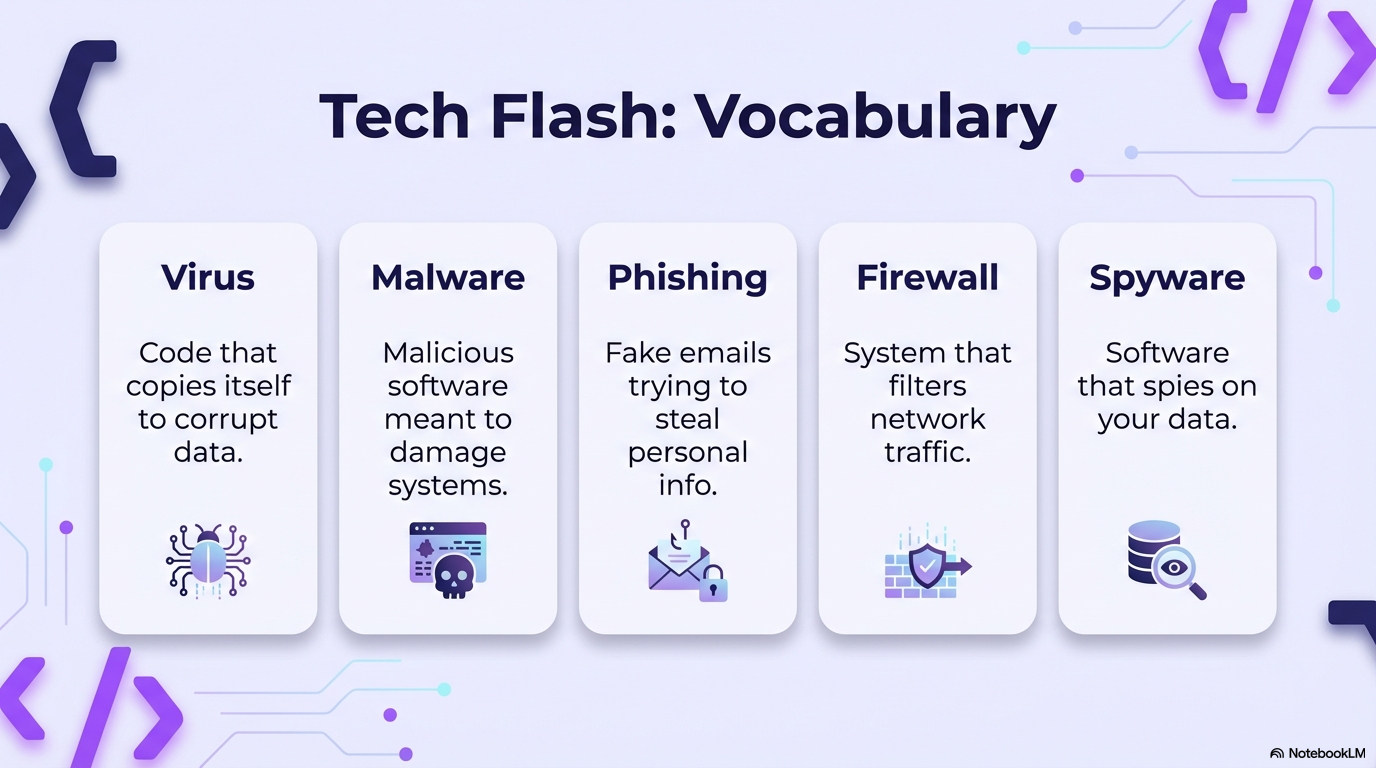 Tech Flash: Vocabulary
Virus
Code that
copies itself
to corrupt
data.
Malware
Malicious
software
meant to
damage
systems.
Phishing
Fake emails
trying to
steal
personal
info.
Firewall
System that
filters
network
traffic.
Spyware
Software
that spies on
your data.
NotebookLM